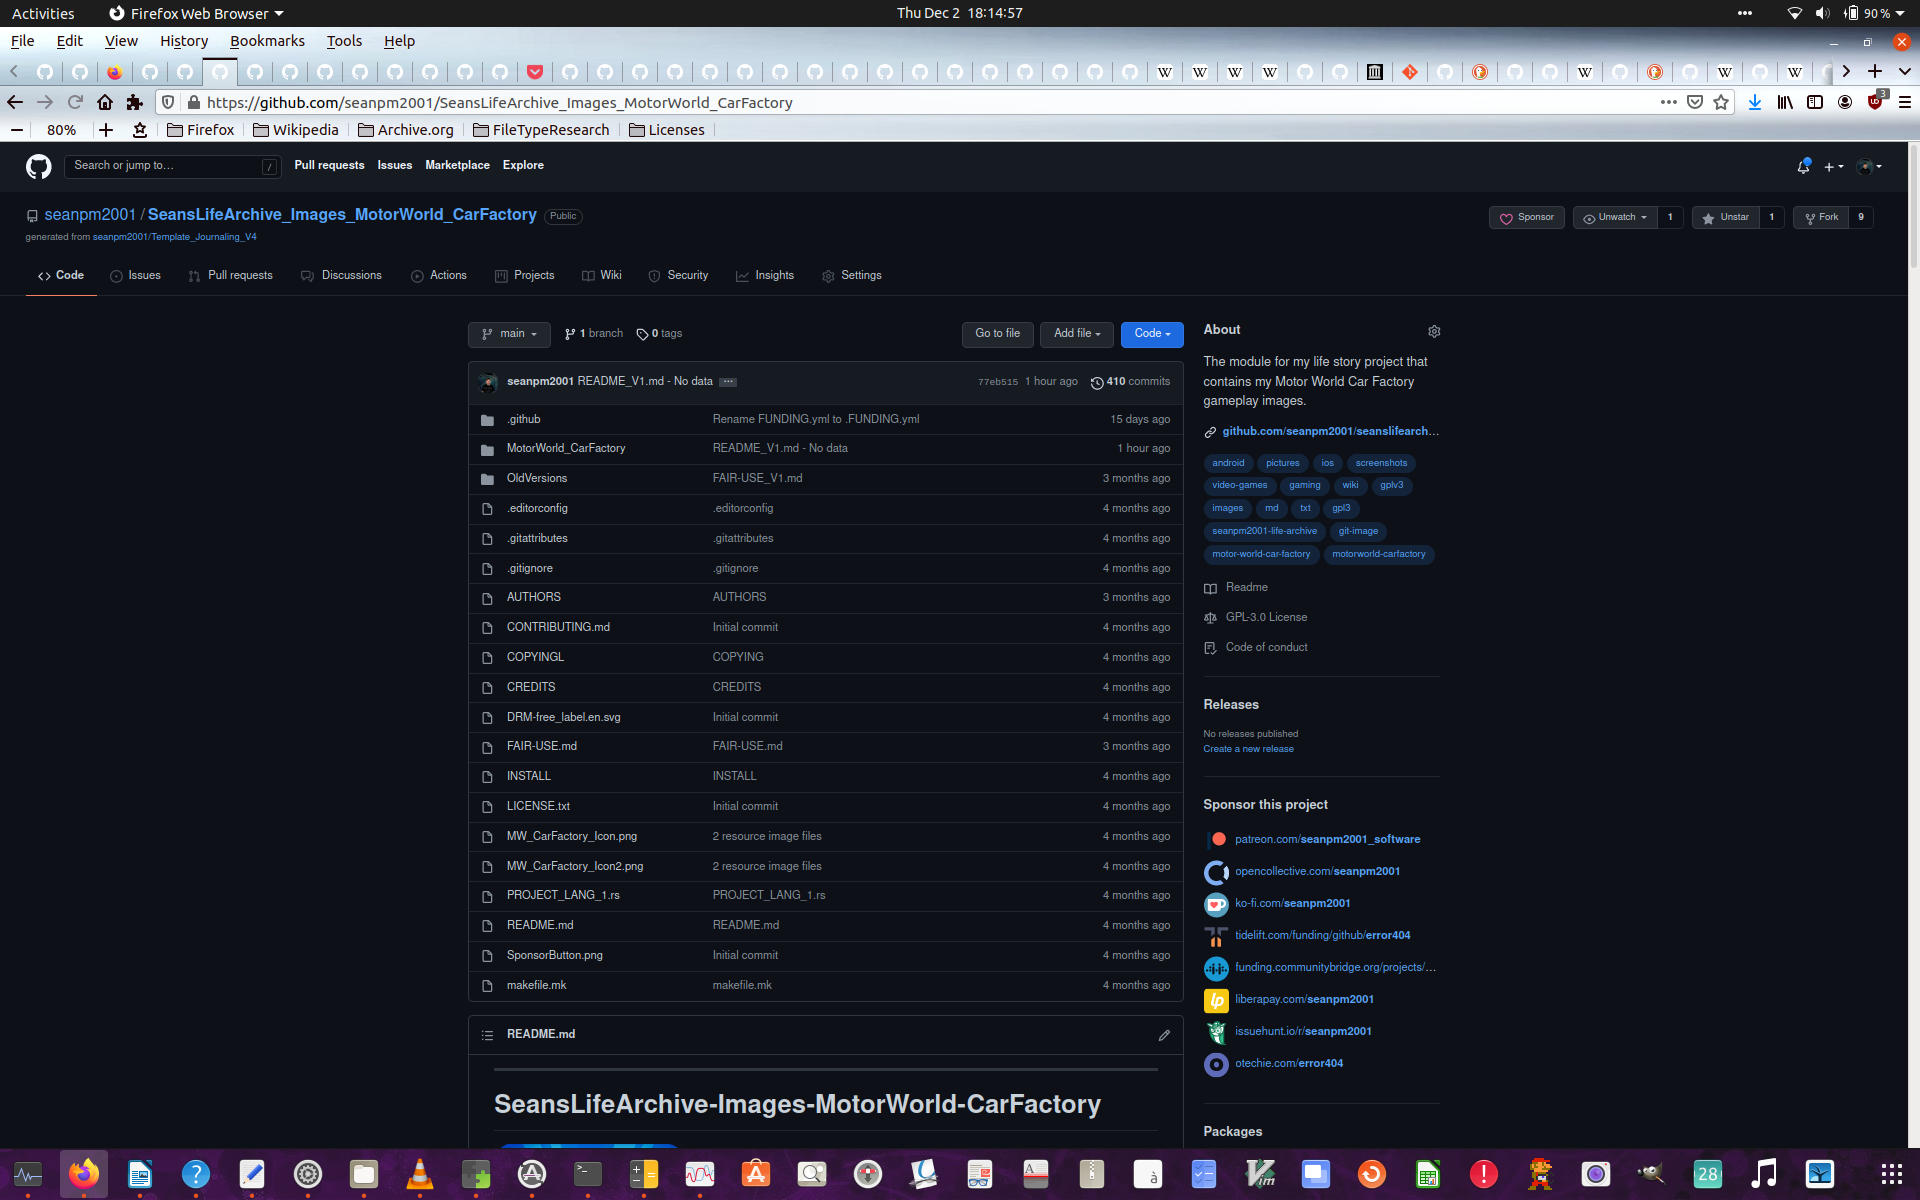 Activities Firefox Web Browser Thu Dec 2 18:14:57 90 %
File Edit View History Bookmarks Tools Help
https://github.com/seanpm2001/SeansLifeArchive_Images_MotorWorld_CarFactory 3
80% Firefox Wikipedia Archive.org FileTypeResearch Licenses
Search or jump to… / Pull requests Issues Marketplace Explore
seanpm2001 / SeansLifeArchive_Images_MotorWorld_CarFactory Public Sponsor Unwatch 1 Unstar 1 Fork 9
generated from seanpm2001/Template_Journaling_V4
Code Issues Pull requests Discussions Actions Projects Wiki Security Insights Settings
main 1 branch 0 tags Go to file Add file Code
seanpm2001 README_V1.md - No data 77eb515 1 hour ago 410 commits
.github Rename FUNDING.yml to .FUNDING.yml 15 days ago
MotorWorld_CarFactory README_V1.md - No data 1 hour ago
OldVersions FAIR-USE_V1.md 3 months ago
.editorconfig .editorconfig 4 months ago
.gitattributes .gitattributes 4 months ago
.gitignore .gitignore 4 months ago
AUTHORS AUTHORS 3 months ago
CONTRIBUTING.md Initial commit 4 months ago
COPYINGL COPYING 4 months ago
CREDITS CREDITS 4 months ago
DRM-free_label.en.svg Initial commit 4 months ago
FAIR-USE.md FAIR-USE.md 3 months ago
INSTALL INSTALL 4 months ago
LICENSE.txt Initial commit 4 months ago
MW_CarFactory_Icon.png 2 resource image files 4 months ago
MW_CarFactory_Icon2.png 2 resource image files 4 months ago
PROJECT_LANG_1.rs PROJECT_LANG_1.rs 4 months ago
README.md README.md 4 months ago
SponsorButton.png Initial commit 4 months ago
makefile.mk makefile.mk 4 months ago
README.md
SeansLifeArchive-Images-MotorWorld-CarFactory
About
The module for my life story project that
contains my Motor World Car Factory
gameplay images.
github.com/seanpm2001/seanslifearch…
android pictures ios screenshots
video-games gaming wiki gplv3
images md txt gpl3
seanpm2001-life-archive git-image
motor-world-car-factory motorworld-carfactory
Readme
GPL-3.0 License
Code of conduct
Releases
No releases published
Create a new release
Sponsor this project
patreon.com/seanpm2001_software
opencollective.com/seanpm2001
ko-fi.com/seanpm2001
tidelift.com/funding/github/error404
funding.communitybridge.org/projects/…
liberapay.com/seanpm2001
issuehunt.io/r/seanpm2001
otechie.com/error404
Packages
28